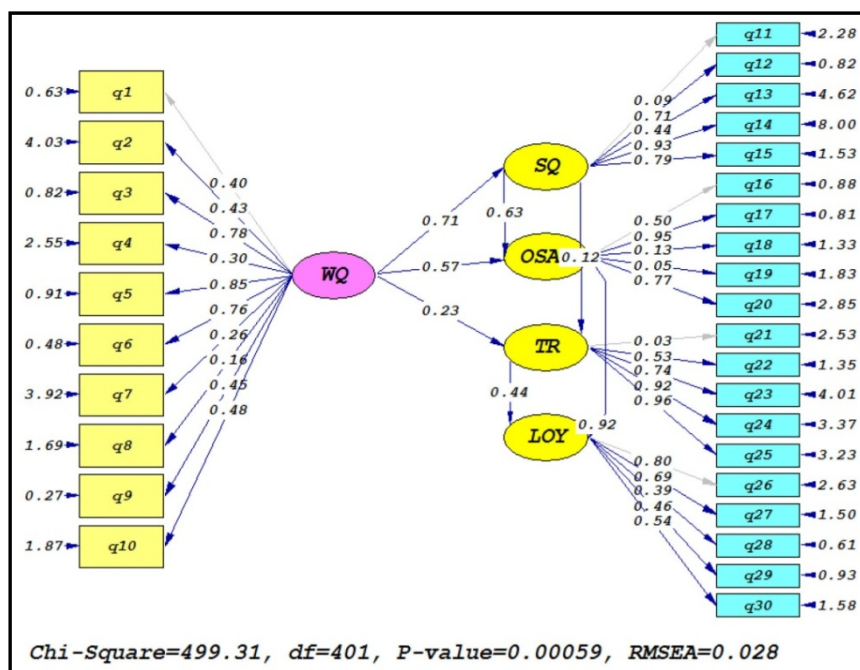 q11 2.28
q12 0.82
q13 4.62
q14 8.00
q15 1.53
q16 0.88
q17 0.81
q18 1.33
q19 1.83
q20 2.85
q21 2.53
q22 1.35
q23 4.01
q24 3.37
q25 3.23
q26 2.63
q27 1.50
q28 0.61
q29 0.93
q30 1.58
0.63 q1
4.03 q2
0.82 q3
2.55 q4
0.91 q5
0.48 q6
3.92 q7
1.69 q8
0.27 q9
1.87 q10
0.40
0.43
0.78
0.30
0.85
0.76
0.26
0.16
0.45
0.48
WQ
0.71
0.57
0.23
SQ
0.63
OSA
0.12
TR
0.44
LOY
0.92
0.09
0.71
0.44
0.93
0.79
0.50
0.95
0.13
0.05
0.77
0.03
0.53
0.74
0.92
0.96
0.80
0.69
0.39
0.46
0.54
Chi-Square=499.31, df=401, P-value=0.00059, RMSEA=0.028